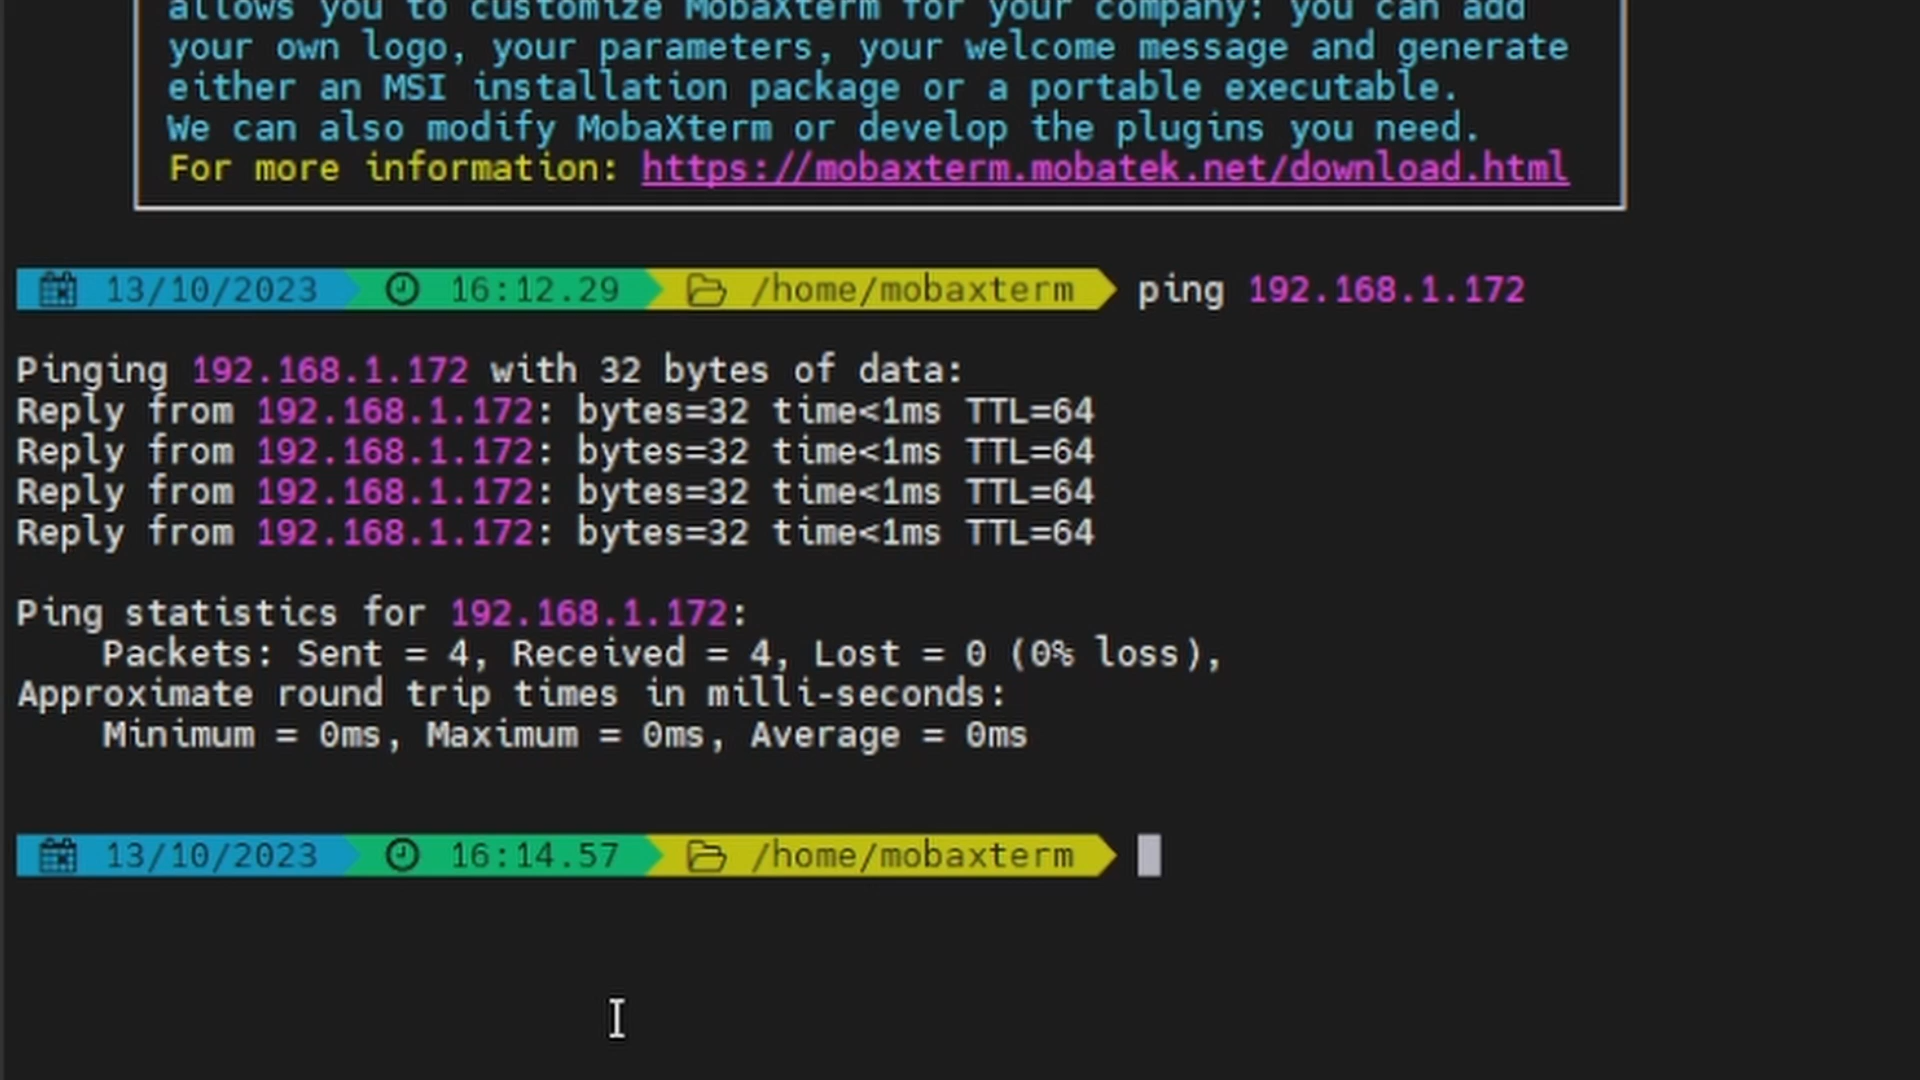 allows you to customize MobaXterm for your company: you can add
your own logo, your parameters, your welcome message and generate
either an MSI installation package or a portable executable.
We can also modify MobaXterm or develop the plugins you need.
For more information: https://mobaxterm.mobatek.net/download.html
13/10/2023 16:12.29 /home/mobaxterm ping 192.168.1.172
Pinging 192.168.1.172 with 32 bytes of data:
Reply from 192.168.1.172: bytes=32 time<1ms TTL=64
Reply from 192.168.1.172: bytes=32 time<1ms TTL=64
Reply from 192.168.1.172: bytes=32 time<1ms TTL=64
Reply from 192.168.1.172: bytes=32 time<1ms TTL=64
Ping statistics for 192.168.1.172:
Packets: Sent = 4, Received = 4, Lost = 0 (0% loss),
Approximate round trip times in milli-seconds:
Minimum = 0ms, Maximum = 0ms, Average = 0ms
13/10/2023 16:14.57 /home/mobaxterm